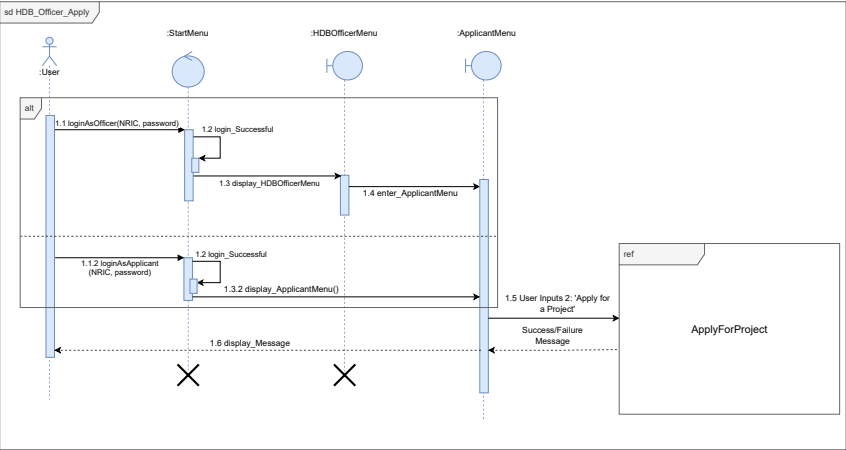 sd HDB_Officer_Apply
:StartMenu
:HDBOfficerMenu
:ApplicantMenu
:User
alt
1.1 loginAsOfficer(NRIC, password)
1.2 login_Successful
1.3 display_HDBOfficerMenu
1.4 enter_ApplicantMenu
1.2 login_Successful
1.1.2 loginAsApplicant
(NRIC, password)
1.3.2 display_ApplicantMenu()
ref
1.5 User Inputs 2: 'Apply for
a Project'
ApplyForProject
Success/Failure
Message
1.6 display_Message